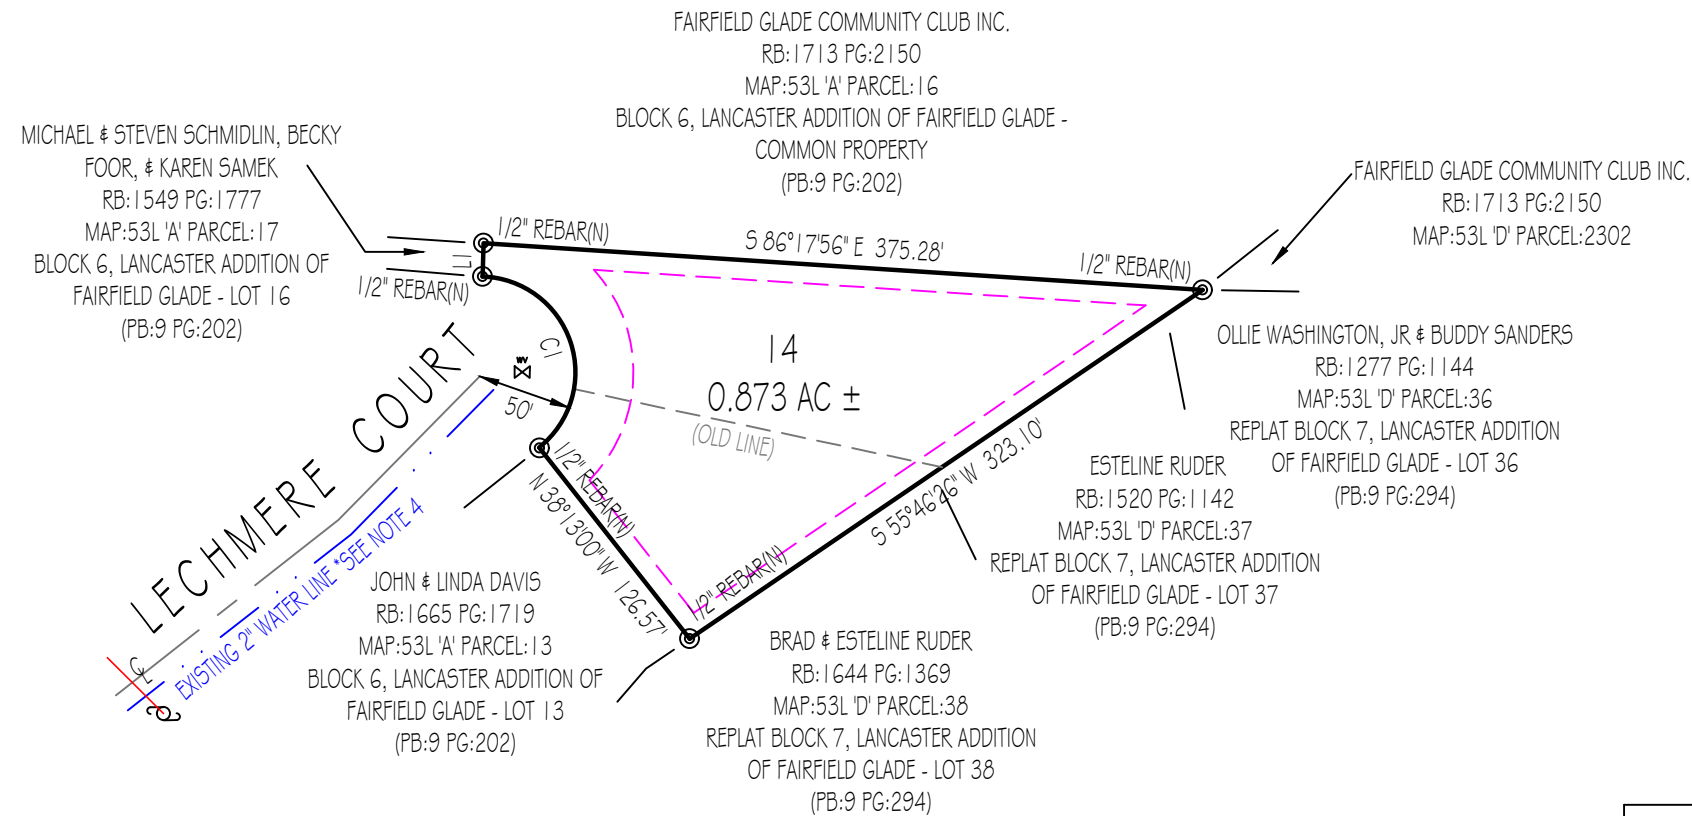 FAIRFIELD GLADE COMMUNITY CLUB INC.
RB:1713 PG:2150
MAP:53L 'A' PARCEL:16
BLOCK 6, LANCASTER ADDITION OF FAIRFIELD GLADE -
COMMON PROPERTY
(PB:9 PG:202)
MICHAEL & STEVEN SCHMIDLIN, BECKY
FOOR, & KAREN SAMEK
RB:1549 PG:1777
MAP:53L 'A' PARCEL:17
BLOCK 6, LANCASTER ADDITION OF
FAIRFIELD GLADE - LOT 16
(PB:9 PG:202)
FAIRFIELD GLADE COMMUNITY CLUB INC.
RB:1713 PG:2150
MAP:53L 'D' PARCEL:2302
1/2" REBAR(N)
S 86°17'56" E 375.28'
1/2" REBAR(N)
L1
1/2" REBAR(N)
C1
WV
50'
14
0.873 AC ±
(OLD LINE)
OLLIE WASHINGTON, JR & BUDDY SANDERS
RB:1277 PG:1144
MAP:53L 'D' PARCEL:36
REPLAT BLOCK 7, LANCASTER ADDITION
OF FAIRFIELD GLADE - LOT 36
(PB:9 PG:294)
S 55°46'26" W 323.10'
1/2" REBAR(N)
N 38°13'00" W 126.57'
1/2" REBAR(N)
ESTELINE RUDER
RB:1520 PG:1142
MAP:53L 'D' PARCEL:37
REPLAT BLOCK 7, LANCASTER ADDITION
OF FAIRFIELD GLADE - LOT 37
(PB:9 PG:294)
LECHMERE COURT
EXISTING 2" WATER LINE *SEE NOTE 4
CL
JOHN & LINDA DAVIS
RB:1665 PG:1719
MAP:53L 'A' PARCEL:13
BLOCK 6, LANCASTER ADDITION OF
FAIRFIELD GLADE - LOT 13
(PB:9 PG:202)
BRAD & ESTELINE RUDER
RB:1644 PG:1369
MAP:53L 'D' PARCEL:38
REPLAT BLOCK 7, LANCASTER ADDITION
OF FAIRFIELD GLADE - LOT 38
(PB:9 PG:294)